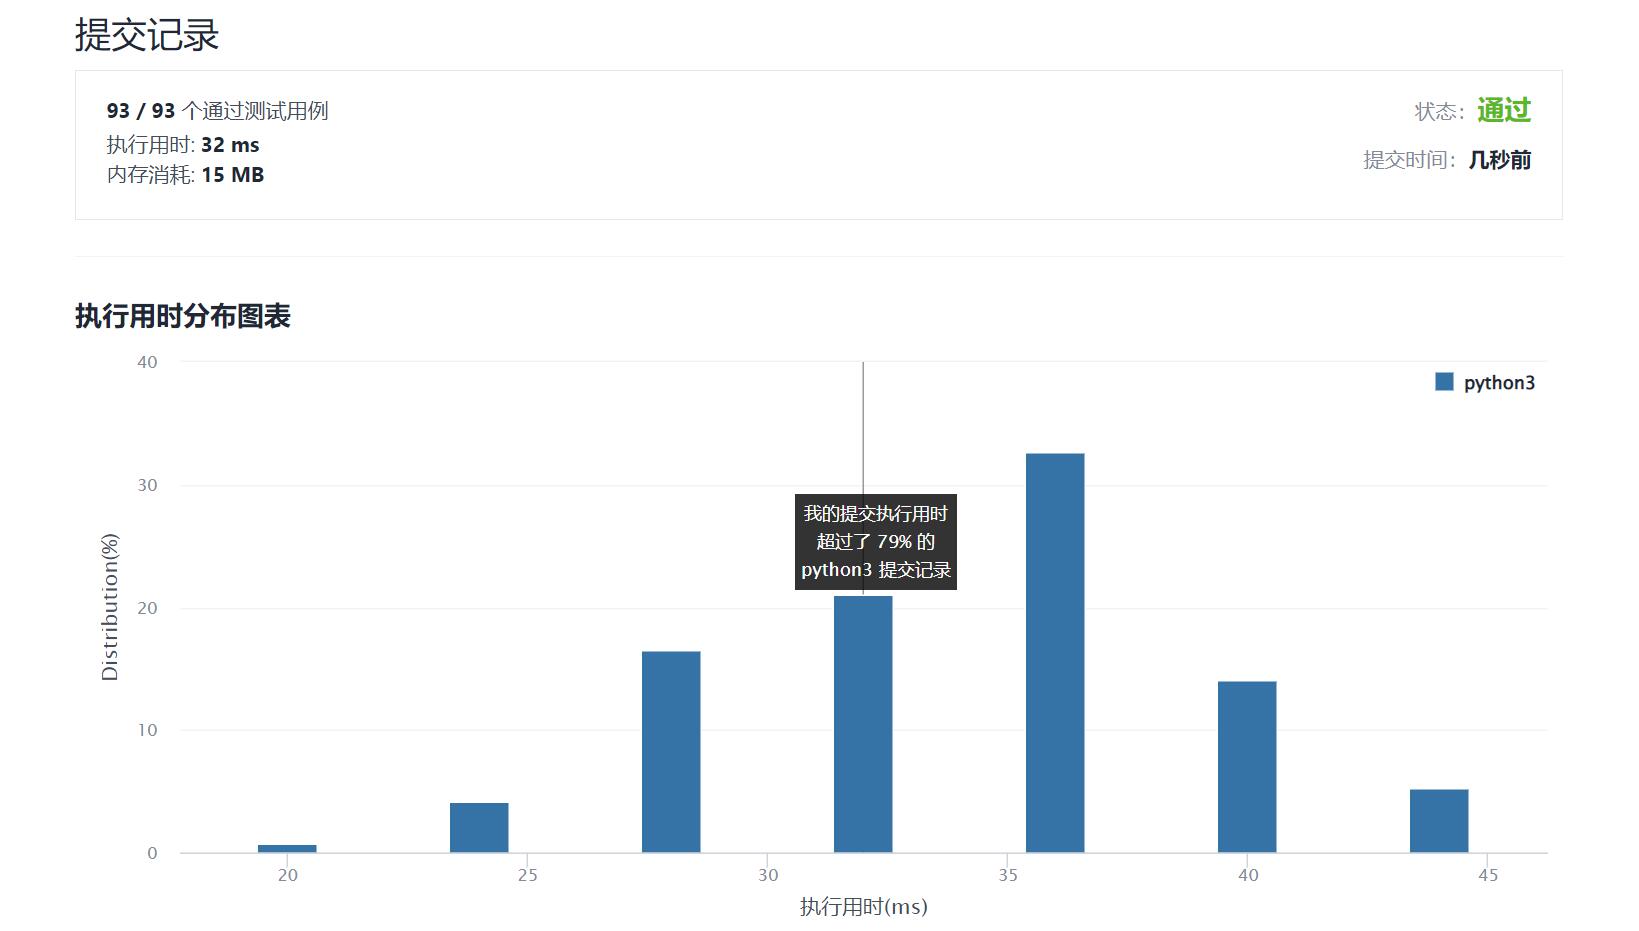 提交记录
93 / 93 个通过测试用例
状态：通过
执行用时: 32 ms
提交时间：几秒前
内存消耗: 15 MB
执行用时分布图表
40
python3
30
我的提交执行用时
超过了 79% 的
python3 提交记录
Distribution(%)
20
10
0
20 25 30 35 40 45
执行用时(ms)